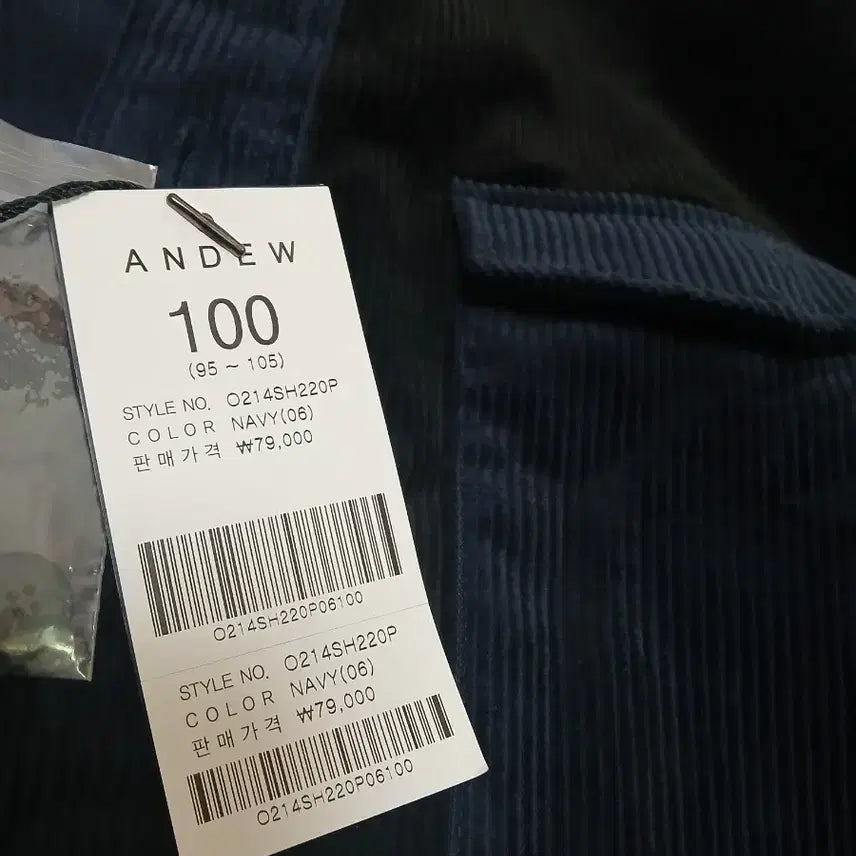 ANDEW
100
(95 ~ 105)
STYLE NO. O214SH220P
COLOR NAVY(06)
판매가격 ₩79,000
O214SH220P06100
STYLE NO. O214SH220P
COLOR NAVY(06)
판매가격 ₩79,000
O214SH220P06100